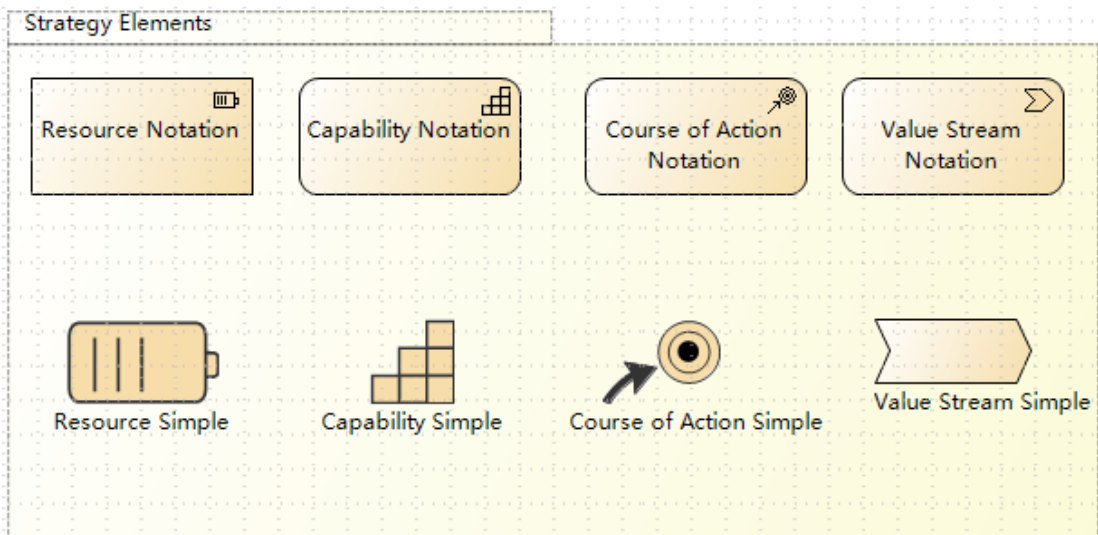 Strategy Elements
Resource Notation
Capability Notation
Course of Action
Notation
Value Stream
Notation
Resource Simple
Capability Simple
Course of Action Simple
Value Stream Simple